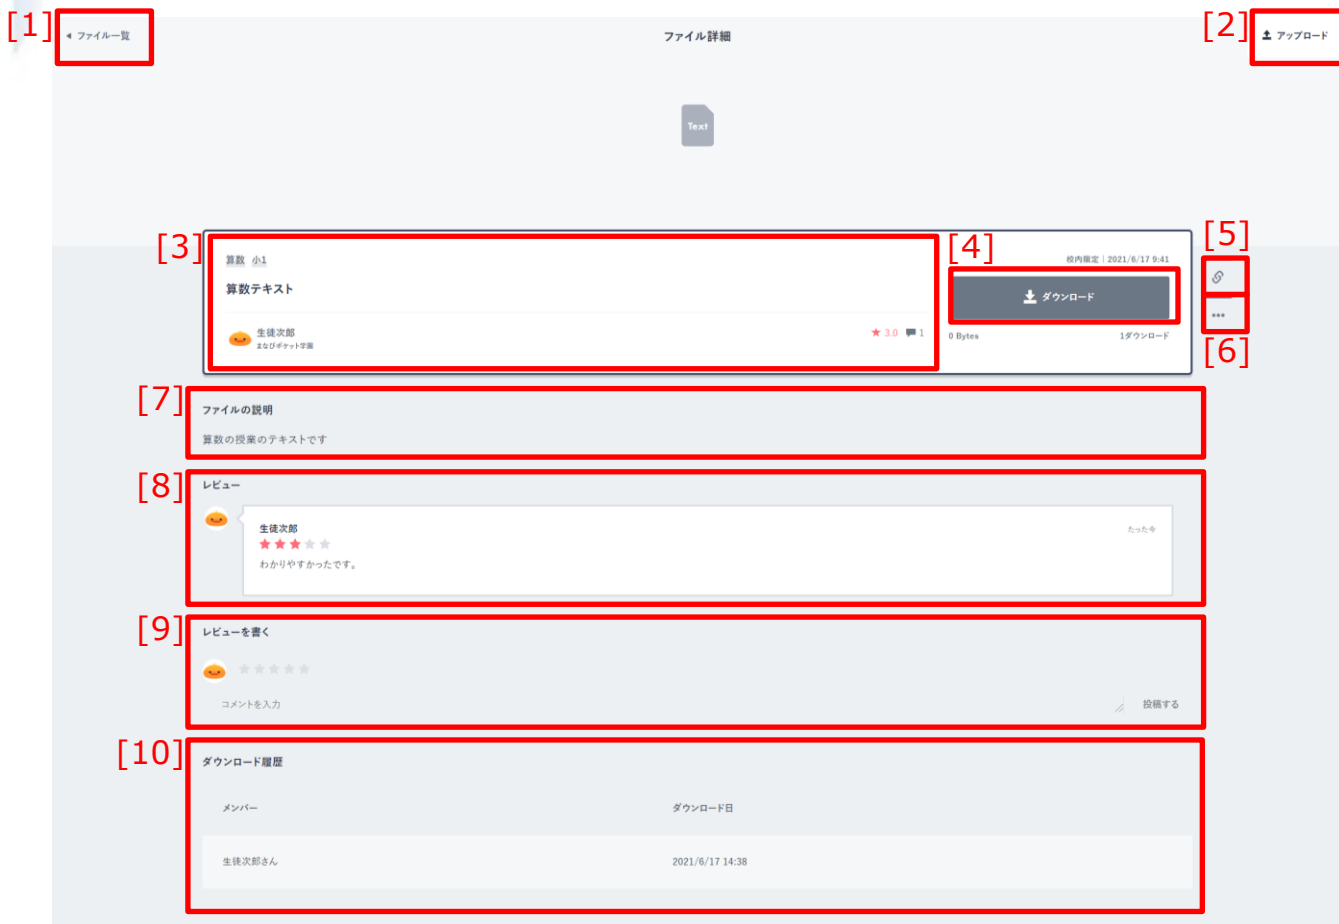 [1]
◀ ファイル一覧
ファイル詳細
[2]
アップロード
Text
[3]
算数 小1
算数テキスト
生徒次郎
まなびポケット学園
★ 3.0 1
[4]
校内限定｜2021/6/17 9:41
ダウンロード
0 Bytes
1ダウンロード
[5]
[6]
[7]
ファイルの説明
算数の授業のテキストです
[8]
レビュー
生徒次郎
たった今
★★★★★
わかりやすかったです。
[9]
レビューを書く
★★★★★
コメントを入力
投稿する
[10]
ダウンロード履歴
メンバー
ダウンロード日
生徒次郎さん
2021/6/17 14:38